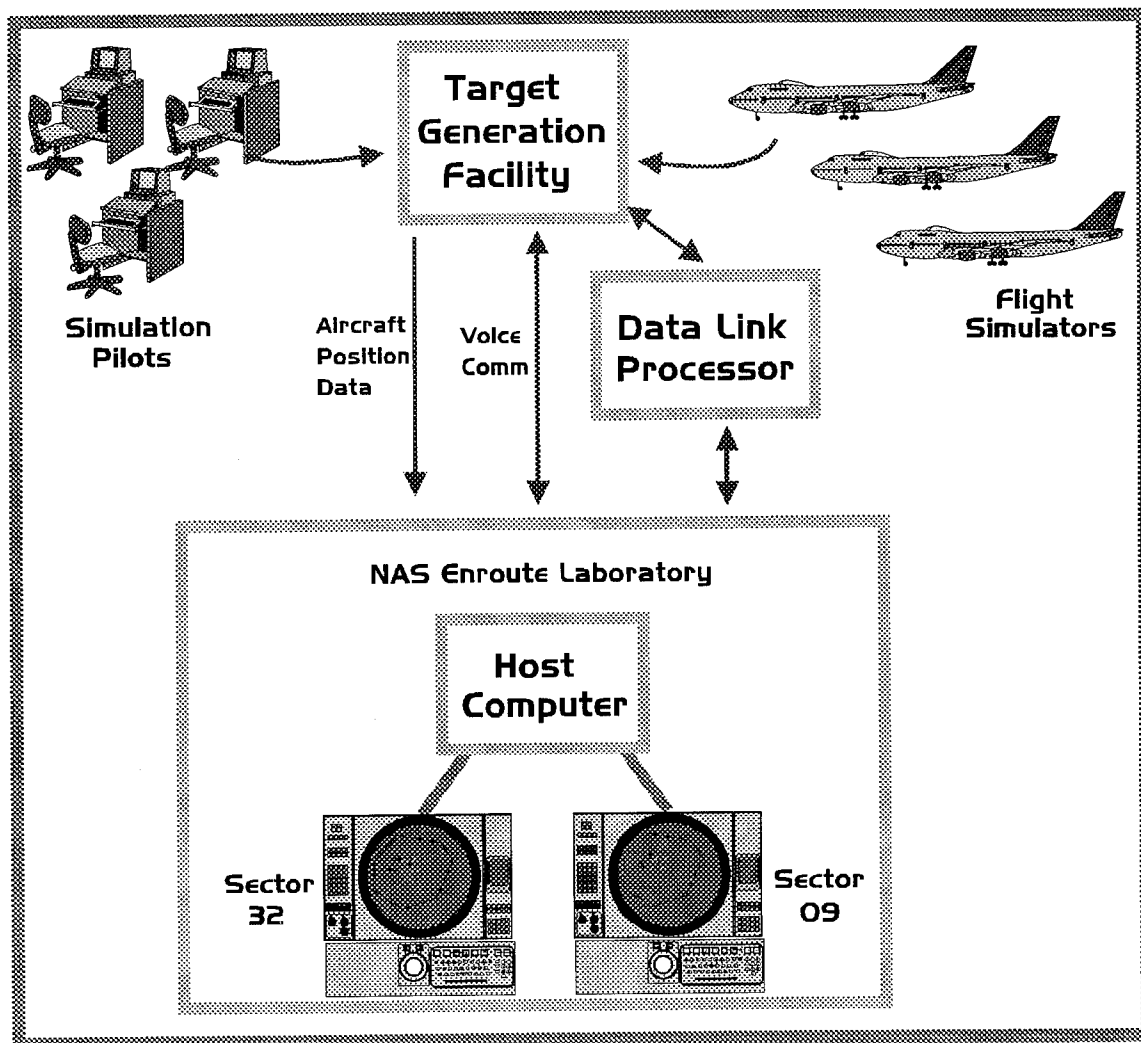 Target
Generation
Facility
Simulation
Pilots
Aircraft
Position
Data
Voice
Comm
Data Link
Processor
Flight
Simulators
NAS Enroute Laboratory
Host
Computer
Sector
32
Sector
09